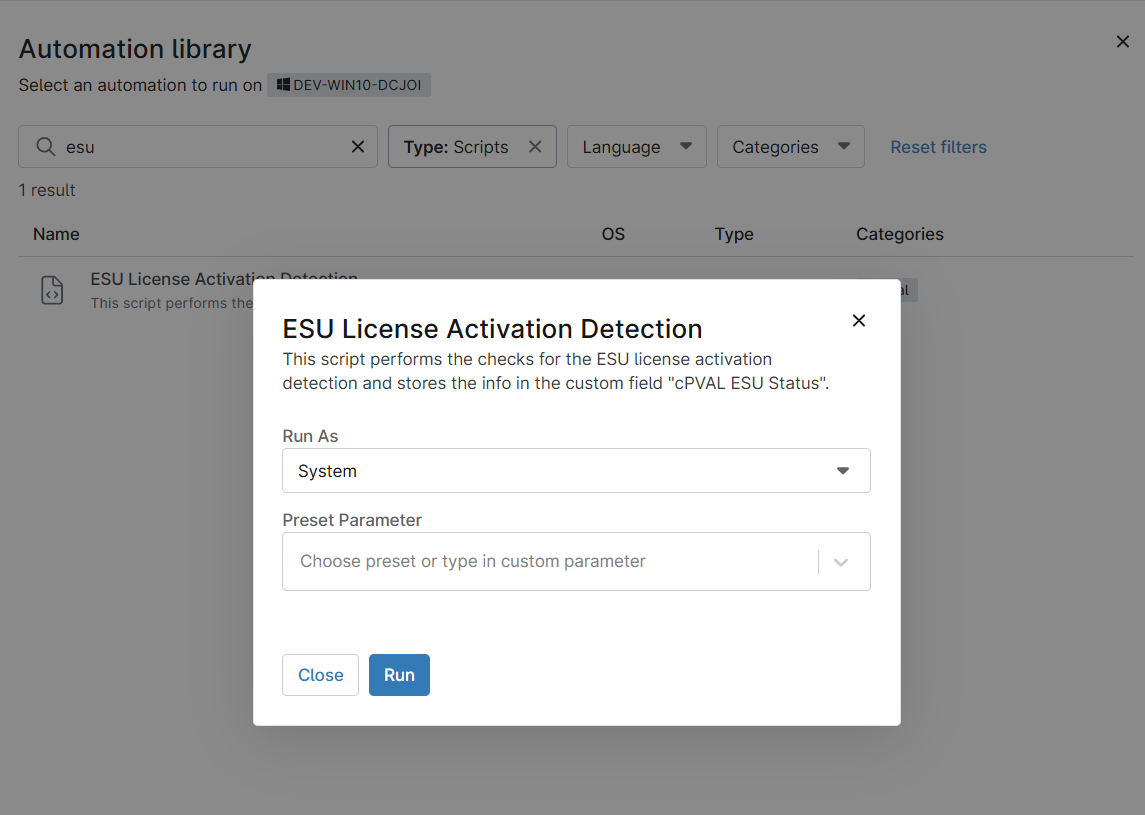 Automation library
Select an automation to run on DEV-WIN10-DCJOI
esu
Type: Scripts
Language
Categories
Reset filters
1 result
Name OS Type Categories
ESU License Activation Detection
This script performs the
ESU License Activation Detection
This script performs the checks for the ESU license activation
detection and stores the info in the custom field "cPVAL ESU Status".
Run As
System
Preset Parameter
Choose preset or type in custom parameter
Close Run